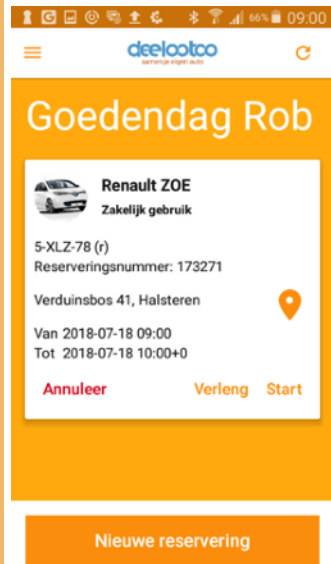 66% 09:00
deelootoo
samen je eigen auto
Goedendag Rob
Renault ZOE
Zakelijk gebruik
5-XLZ-78 (r)
Reserveringsnummer: 173271
Verduinsbos 41, Halsteren
Van 2018-07-18 09:00
Tot 2018-07-18 10:00+0
Annuleer Verleng Start
Nieuwe reservering